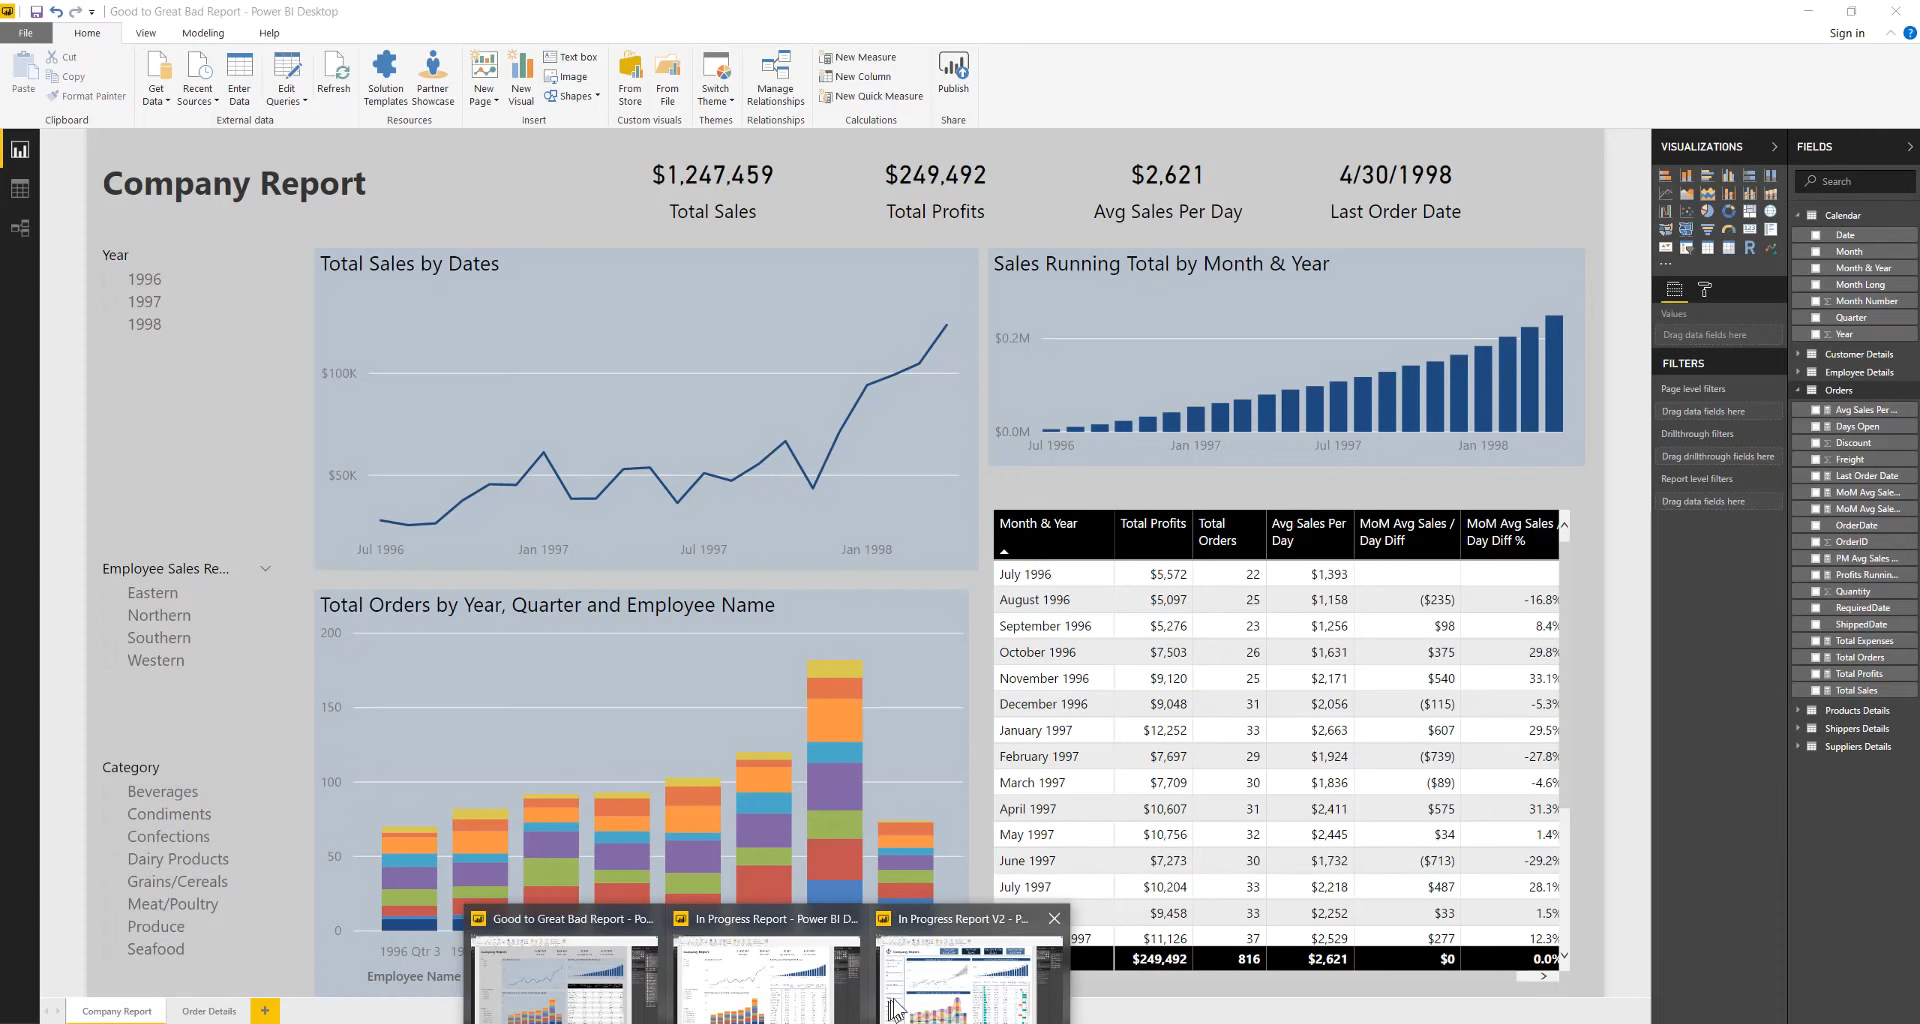 Good to Great Bad Report - Power BI Desktop
File Home View Modeling Help
Sign in
Paste
Cut
Copy
Format Painter
Clipboard
Get Data
Recent Sources
Enter Data
Edit Queries
Refresh
External data
Solution Templates
Partner Showcase
Resources
New Page
New Visual
Text box
Image
Shapes
Insert
From Store
From File
Custom visuals
Switch Theme
Themes
Manage Relationships
Relationships
New Measure
New Column
New Quick Measure
Calculations
Publish
Share
Company Report
$1,247,459
Total Sales
$249,492
Total Profits
$2,621
Avg Sales Per Day
4/30/1998
Last Order Date
Year
1996
1997
1998
Employee Sales Re...
Eastern
Northern
Southern
Western
Category
Beverages
Condiments
Confections
Dairy Products
Grains/Cereals
Meat/Poultry
Produce
Seafood
Total Sales by Dates
$100K
$50K
Jul 1996 Jan 1997 Jul 1997 Jan 1998
Total Orders by Year, Quarter and Employee Name
200
150
100
50
0
1996 Qtr 3
Employee Name
Sales Running Total by Month & Year
$0.2M
$0.0M
Jul 1996 Jan 1997 Jul 1997 Jan 1998
Month & Year Total Profits Total Orders Avg Sales Per Day MoM Avg Sales / Day Diff MoM Avg Sales / Day Diff %
July 1996 $5,572 22 $1,393
August 1996 $5,097 25 $1,158 ($235) -16.8%
September 1996 $5,276 23 $1,256 $98 8.4%
October 1996 $7,503 26 $1,631 $375 29.8%
November 1996 $9,120 25 $2,171 $540 33.1%
December 1996 $9,048 31 $2,056 ($115) -5.3%
January 1997 $12,252 33 $2,663 $607 29.5%
February 1997 $7,697 29 $1,924 ($739) -27.8%
March 1997 $7,709 30 $1,836 ($89) -4.6%
April 1997 $10,607 31 $2,411 $575 31.3%
May 1997 $10,756 32 $2,445 $34 1.4%
June 1997 $7,273 30 $1,732 ($713) -29.2%
July 1997 $10,204 33 $2,218 $487 28.1%
$9,458 33 $2,252 $33 1.5%
997 $11,126 37 $2,529 $277 12.3%
$249,492 816 $2,621 $0 0.0%
Good to Great Bad Report - Po...
In Progress Report - Power BI D...
In Progress Report V2 - P...
Company Report
Order Details
VISUALIZATIONS
R
Values
Drag data fields here
FILTERS
Page level filters
Drag data fields here
Drillthrough filters
Drag drillthrough fields here
Report level filters
Drag data fields here
FIELDS
Search
Calendar
Date
Month
Month & Year
Month Long
Month Number
Quarter
Year
Customer Details
Employee Details
Orders
Avg Sales Per ...
Days Open
Discount
Freight
Last Order Date
MoM Avg Sale...
MoM Avg Sale...
OrderDate
OrderID
PM Avg Sales ...
Profits Runnin...
Quantity
RequiredDate
ShippedDate
Total Expenses
Total Orders
Total Profits
Total Sales
Products Details
Shippers Details
Suppliers Details